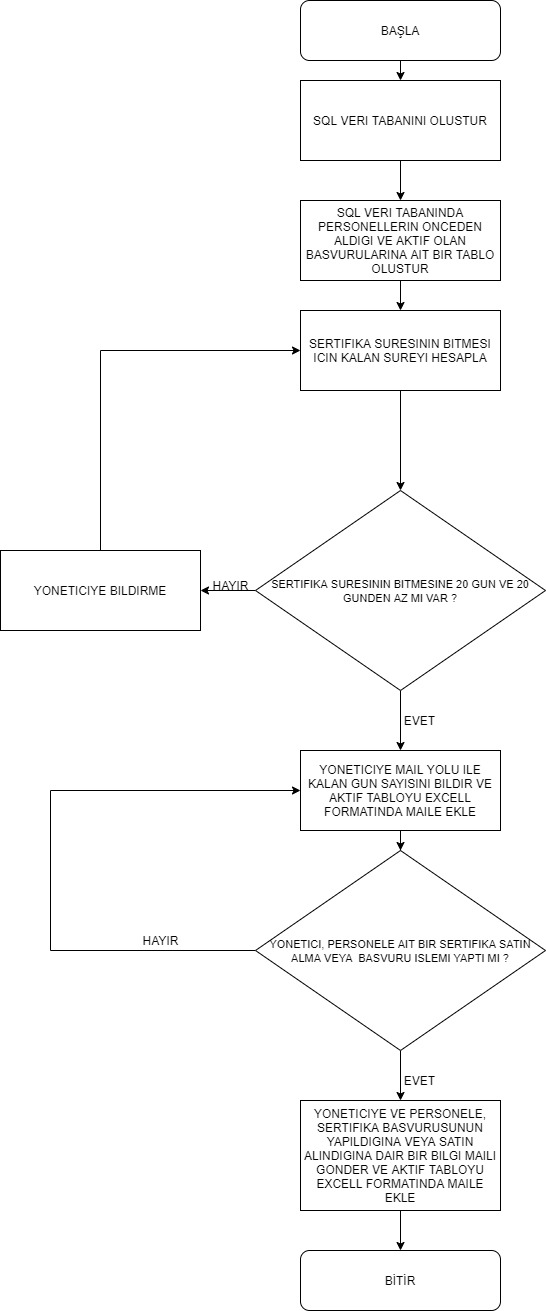 BAŞLA
SQL VERI TABANINI OLUSTUR
SQL VERI TABANINDA
PERSONELLERIN ONCEDEN
ALDIGI VE AKTIF OLAN
BASVURULARINA AIT BIR TABLO
OLUSTUR
SERTIFIKA SURESININ BITMESI
ICIN KALAN SUREYI HESAPLA
SERTIFIKA SURESININ BITMESINE 20 GUN VE 20
GUNDEN AZ MI VAR ?
HAYIR
YONETICIYE BILDIRME
EVET
YONETICIYE MAIL YOLU ILE
KALAN GUN SAYISINI BILDIR VE
AKTIF TABLOYU EXCELL
FORMATINDA MAILE EKLE
HAYIR
YONETICI, PERSONELE AIT BIR SERTIFIKA SATIN
ALMA VEYA BASVURU ISLEMI YAPTI MI ?
EVET
YONETICIYE VE PERSONELE,
SERTIFIKA BASVURUSUNUN
YAPILDIGINA VEYA SATIN
ALINDIGINA DAIR BIR BILGI MAILI
GONDER VE AKTIF TABLOYU
EXCELL FORMATINDA MAILE
EKLE
BİTİR